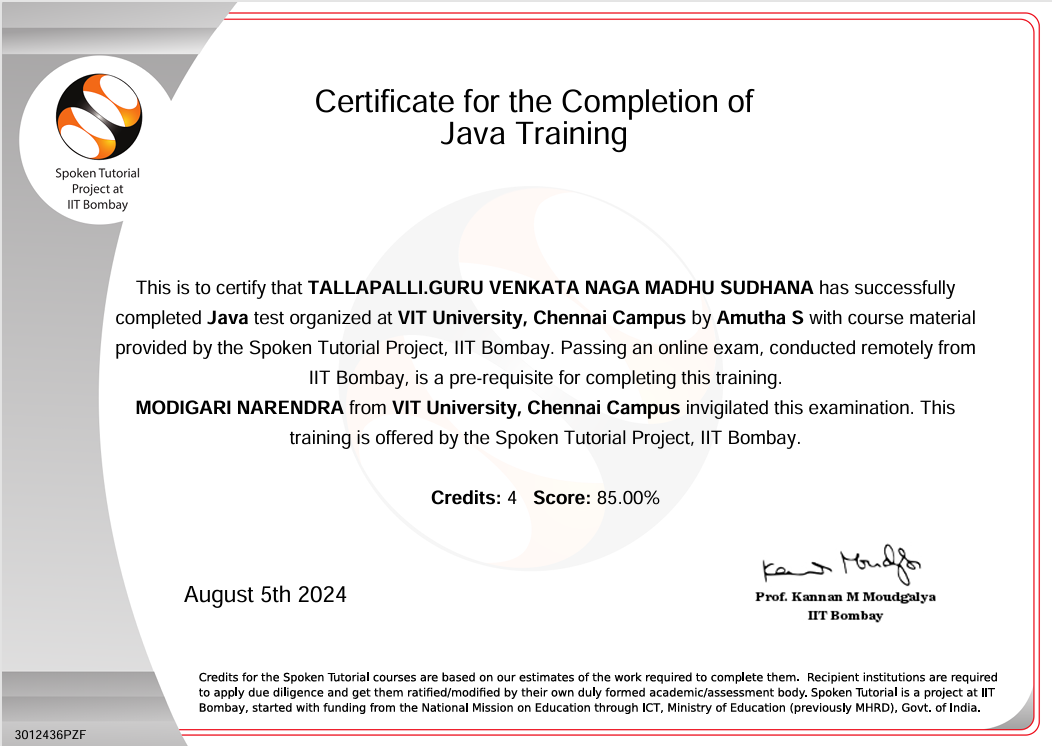 Certificate for the Completion of
Java Training
Spoken Tutorial
Project at
IIT Bombay
This is to certify that TALLAPALLI.GURU VENKATA NAGA MADHU SUDHANA has successfully
completed Java test organized at VIT University, Chennai Campus by Amutha S with course material
provided by the Spoken Tutorial Project, IIT Bombay. Passing an online exam, conducted remotely from
IIT Bombay, is a pre-requisite for completing this training.
MODIGARI NARENDRA from VIT University, Chennai Campus invigilated this examination. This
training is offered by the Spoken Tutorial Project, IIT Bombay.
Credits: 4 Score: 85.00%
August 5th 2024
Kannan Moudgalya
Prof. Kannan M Moudgalya
IIT Bombay
Credits for the Spoken Tutorial courses are based on our estimates of the work required to complete them. Recipient institutions are required
to apply due diligence and get them ratified/modified by their own duly formed academic/assessment body. Spoken Tutorial is a project at IIT
Bombay, started with funding from the National Mission on Education through ICT, Ministry of Education (previously MHRD), Govt. of India.
3012436PZF